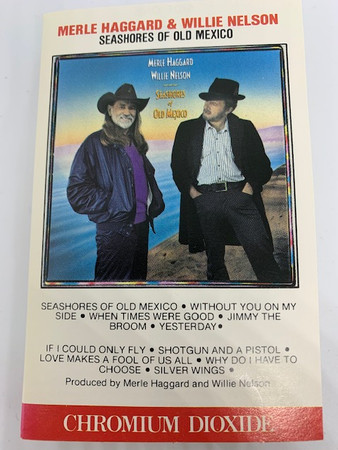 MERLE HAGGARD & WILLIE NELSON
SEASHORES OF OLD MEXICO
MERLE HAGGARD
WILLIE NELSON
SEASHORES
of
OLD MEXICO
SEASHORES OF OLD MEXICO • WITHOUT YOU ON MY
SIDE • WHEN TIMES WERE GOOD • JIMMY THE
BROOM • YESTERDAY •
IF I COULD ONLY FLY • SHOTGUN AND A PISTOL •
LOVE MAKES A FOOL OF US ALL • WHY DO I HAVE TO
CHOOSE • SILVER WINGS •
Produced by Merle Haggard and Willie Nelson
CHROMIUM DIOXIDE